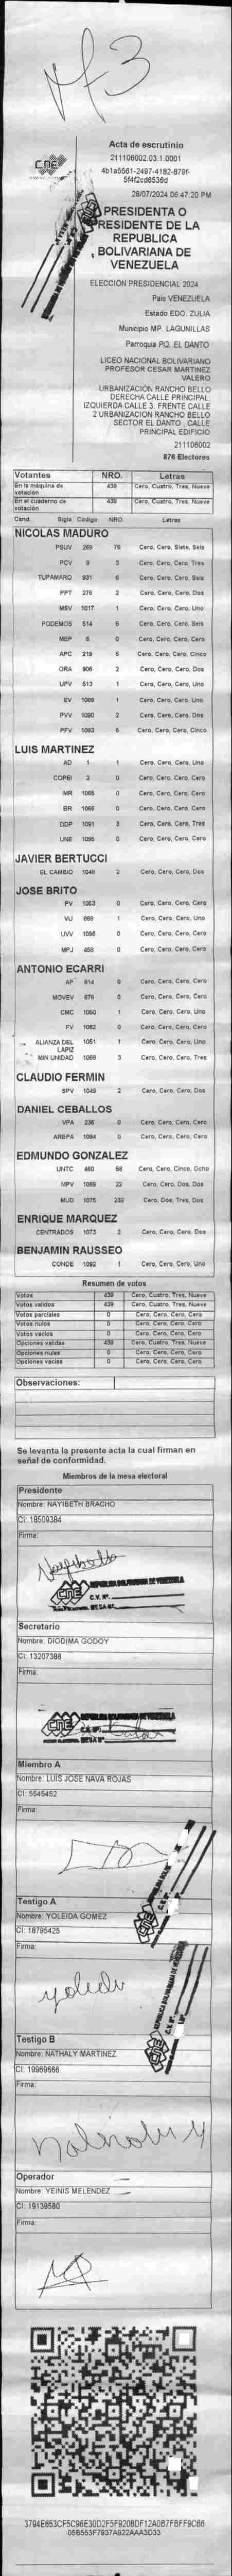 Nf 3
Acta de escrutinio
211106002.03.1.0001
4b1a5561-2497-4182-879f-
5f4f2cd6536d
28/07/2024 06:47:20 PM
CNE
PRESIDENTA O
PRESIDENTE DE LA
REPUBLICA
BOLIVARIANA DE
VENEZUELA
ELECCIÓN PRESIDENCIAL 2024
País VENEZUELA
Estado EDO. ZULIA
Municipio MP. LAGUNILLAS
Parroquia PQ. EL DANTO
LICEO NACIONAL BOLIVARIANO
PROFESOR CESAR MARTINEZ
VALERO
URBANIZACIÓN RANCHO BELLO
DERECHA CALLE PRINCIPAL.
IZQUIERDA CALLE 3. FRENTE CALLE
2 URBANIZACION RANCHO BELLO
SECTOR EL DANTO . CALLE
PRINCIPAL EDIFICIO
211106002
876 Electores
Votantes NRO. Letras
En la máquina de votación 439 Cero, Cuatro, Tres, Nueve
En el cuaderno de votación 439 Cero, Cuatro, Tres, Nueve
Cand. Sigla Código NRO. Letras
NICOLAS MADURO
PSUV 269 76 Cero, Cero, Siete, Seis
PCV 9 3 Cero, Cero, Cero, Tres
TUPAMARO 931 6 Cero, Cero, Cero, Seis
PPT 276 2 Cero, Cero, Cero, Dos
MSV 1017 1 Cero, Cero, Cero, Uno
PODEMOS 514 6 Cero, Cero, Cero, Seis
MEP 6 0 Cero, Cero, Cero, Cero
APC 219 5 Cero, Cero, Cero, Cinco
ORA 906 2 Cero, Cero, Cero, Dos
UPV 513 1 Cero, Cero, Cero, Uno
EV 1089 1 Cero, Cero, Cero, Uno
PVV 1090 2 Cero, Cero, Cero, Dos
PFV 1093 5 Cero, Cero, Cero, Cinco
LUIS MARTINEZ
AD 1 1 Cero, Cero, Cero, Uno
COPEI 2 0 Cero, Cero, Cero, Cero
MR 1065 0 Cero, Cero, Cero, Cero
BR 1066 0 Cero, Cero, Cero, Cero
DDP 1091 3 Cero, Cero, Cero, Tres
UNE 1095 0 Cero, Cero, Cero, Cero
JAVIER BERTUCCI
EL CAMBIO 1048 2 Cero, Cero, Cero, Dos
JOSE BRITO
PV 1053 0 Cero, Cero, Cero, Cero
VU 868 1 Cero, Cero, Cero, Uno
UVV 1096 0 Cero, Cero, Cero, Cero
MPJ 455 0 Cero, Cero, Cero, Cero
ANTONIO ECARRI
AP 814 0 Cero, Cero, Cero, Cero
MOVEV 876 0 Cero, Cero, Cero, Cero
CMC 1050 1 Cero, Cero, Cero, Uno
FV 1062 0 Cero, Cero, Cero, Cero
ALIANZA DEL LAPIZ 1051 1 Cero, Cero, Cero, Uno
MIN UNIDAD 1068 3 Cero, Cero, Cero, Tres
CLAUDIO FERMIN
SPV 1049 2 Cero, Cero, Cero, Dos
DANIEL CEBALLOS
VPA 236 0 Cero, Cero, Cero, Cero
AREPA 1094 0 Cero, Cero, Cero, Cero
EDMUNDO GONZALEZ
UNTC 460 58 Cero, Cero, Cinco, Ocho
MPV 1069 22 Cero, Cero, Dos, Dos
MUD 1075 232 Cero, Dos, Tres, Dos
ENRIQUE MARQUEZ
CENTRADOS 1073 2 Cero, Cero, Cero, Dos
BENJAMIN RAUSSEO
CONDE 1092 1 Cero, Cero, Cero, Uno
Resumen de votos
Votos 439 Cero, Cuatro, Tres, Nueve
Votos validos 439 Cero, Cuatro, Tres, Nueve
Votos parciales 0 Cero, Cero, Cero, Cero
Votos nulos 0 Cero, Cero, Cero, Cero
Votos vacios 0 Cero, Cero, Cero, Cero
Opciones validas 439 Cero, Cuatro, Tres, Nueve
Opciones nulas 0 Cero, Cero, Cero, Cero
Opciones vacias 0 Cero, Cero, Cero, Cero
Observaciones:
Se levanta la presente acta la cual firman en
señal de conformidad.
Miembros de la mesa electoral
Presidente
Nombre: NAYIBETH BRACHO
CI: 18509384
Firma:
CNE REPUBLICA BOLIVARIANA DE VENEZUELA
C.V. Nº.
MESA Nº.
Secretario
Nombre: DIODIMA GODOY
CI: 13207388
Firma:
CNE
Miembro A
Nombre: LUIS JOSE NAVA ROJAS
CI: 5545452
Firma:
Testigo A
Nombre: YOLEIDA GOMEZ
CI: 18795425
Firma:
CNE
Testigo B
Nombre: NATHALY MARTINEZ
CI: 19969666
Firma:
Operador
Nombre: YEINIS MELENDEZ
CI: 19138580
Firma: